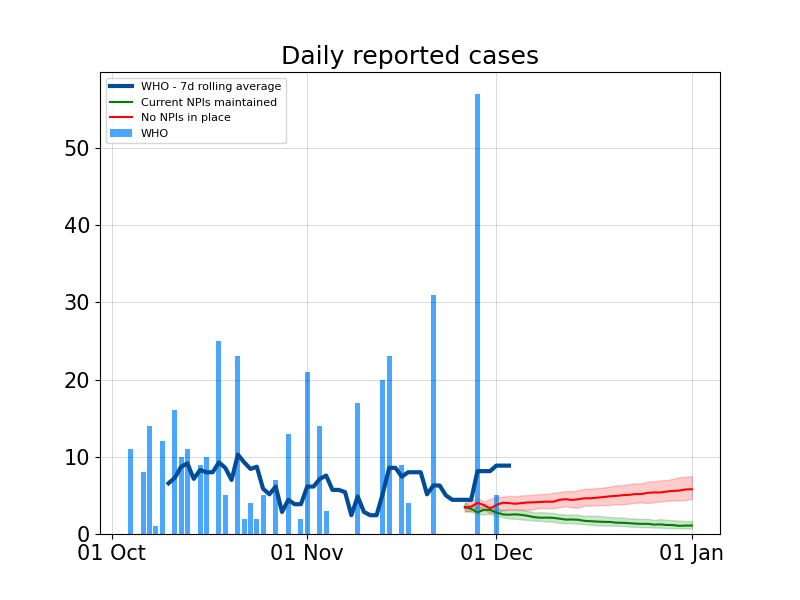 Daily reported cases
WHO - 7d rolling average
Current NPIs maintained
No NPIs in place
WHO
50
40
30
20
10
0
01 Oct
01 Nov
01 Dec
01 Jan